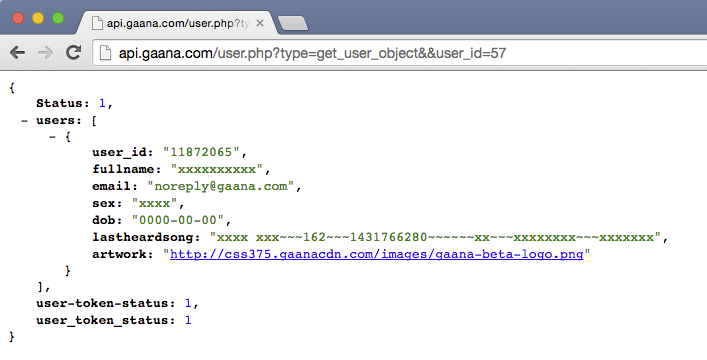 api.gaana.com/user.php?ty
api.gaana.com/user.php?type=get_user_object&&user_id=57
{
Status: 1,
- users: [
- {
user_id: "11872065",
fullname: "xxxxxxxxxx",
email: "noreply@gaana.com",
sex: "xxxx",
dob: "0000-00-00",
lastheardsong: "xxxx xxx~~~162~~~1431766280~~~~~~xx~~~xxxxxxxx~~~xxxxxxx",
artwork: "http://css375.gaanacdn.com/images/gaana-beta-logo.png"
}
],
user-token-status: 1,
user_token_status: 1
}